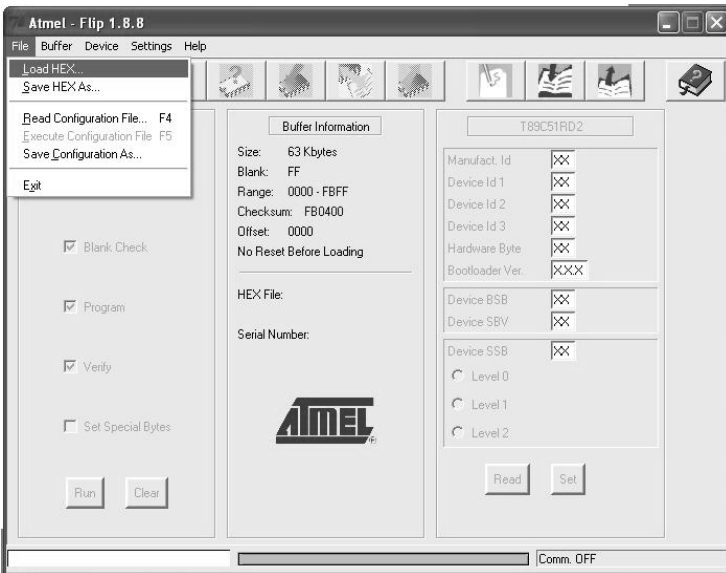 Atmel - Flip 1.8.8
File Buffer Device Settings Help
Load HEX...
Save HEX As...
Read Configuration File... F4
Execute Configuration File F5
Save Configuration As...
Exit
Blank Check
Program
Verify
Set Special Bytes
Run Clear
Buffer Information
Size: 63 Kbytes
Blank: FF
Range: 0000 - FBFF
Checksum: FB0400
Offset: 0000
No Reset Before Loading
HEX File:
Serial Number:
ATMEL®
T89C51RD2
Manufact. Id XX
Device Id 1 XX
Device Id 2 XX
Device Id 3 XX
Hardware Byte XX
Bootloader Ver. XXX
Device BSB XX
Device SBV XX
Device SSB XX
Level 0
Level 1
Level 2
Read Set
Comm. OFF